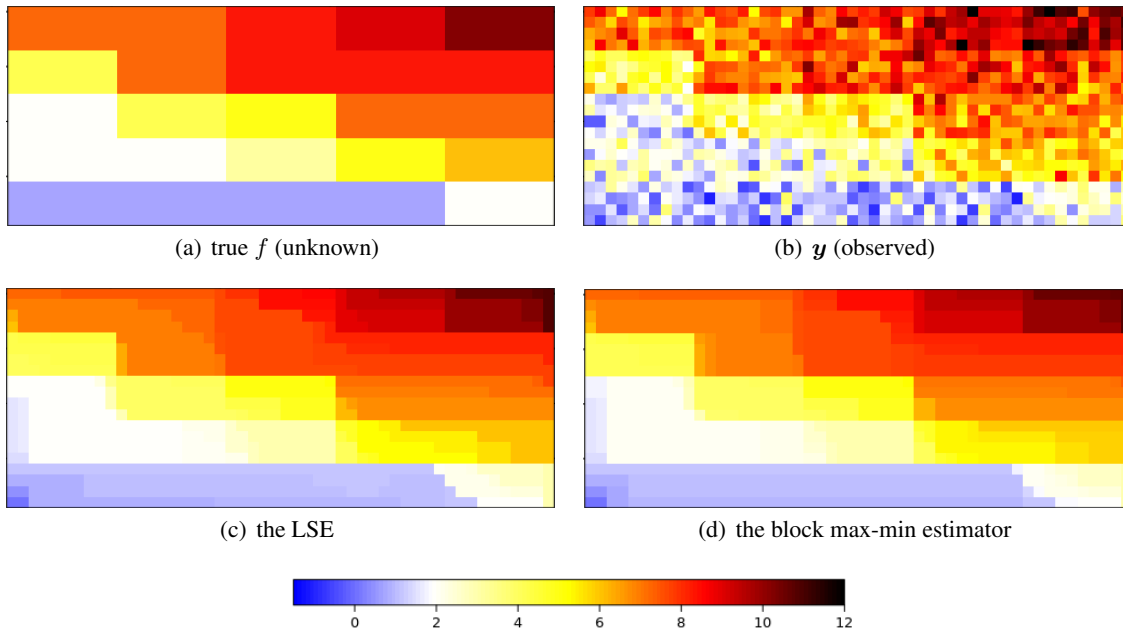 (a) true f (unknown)
(b) y (observed)
(c) the LSE
(d) the block max-min estimator
0 2 4 6 8 10 12